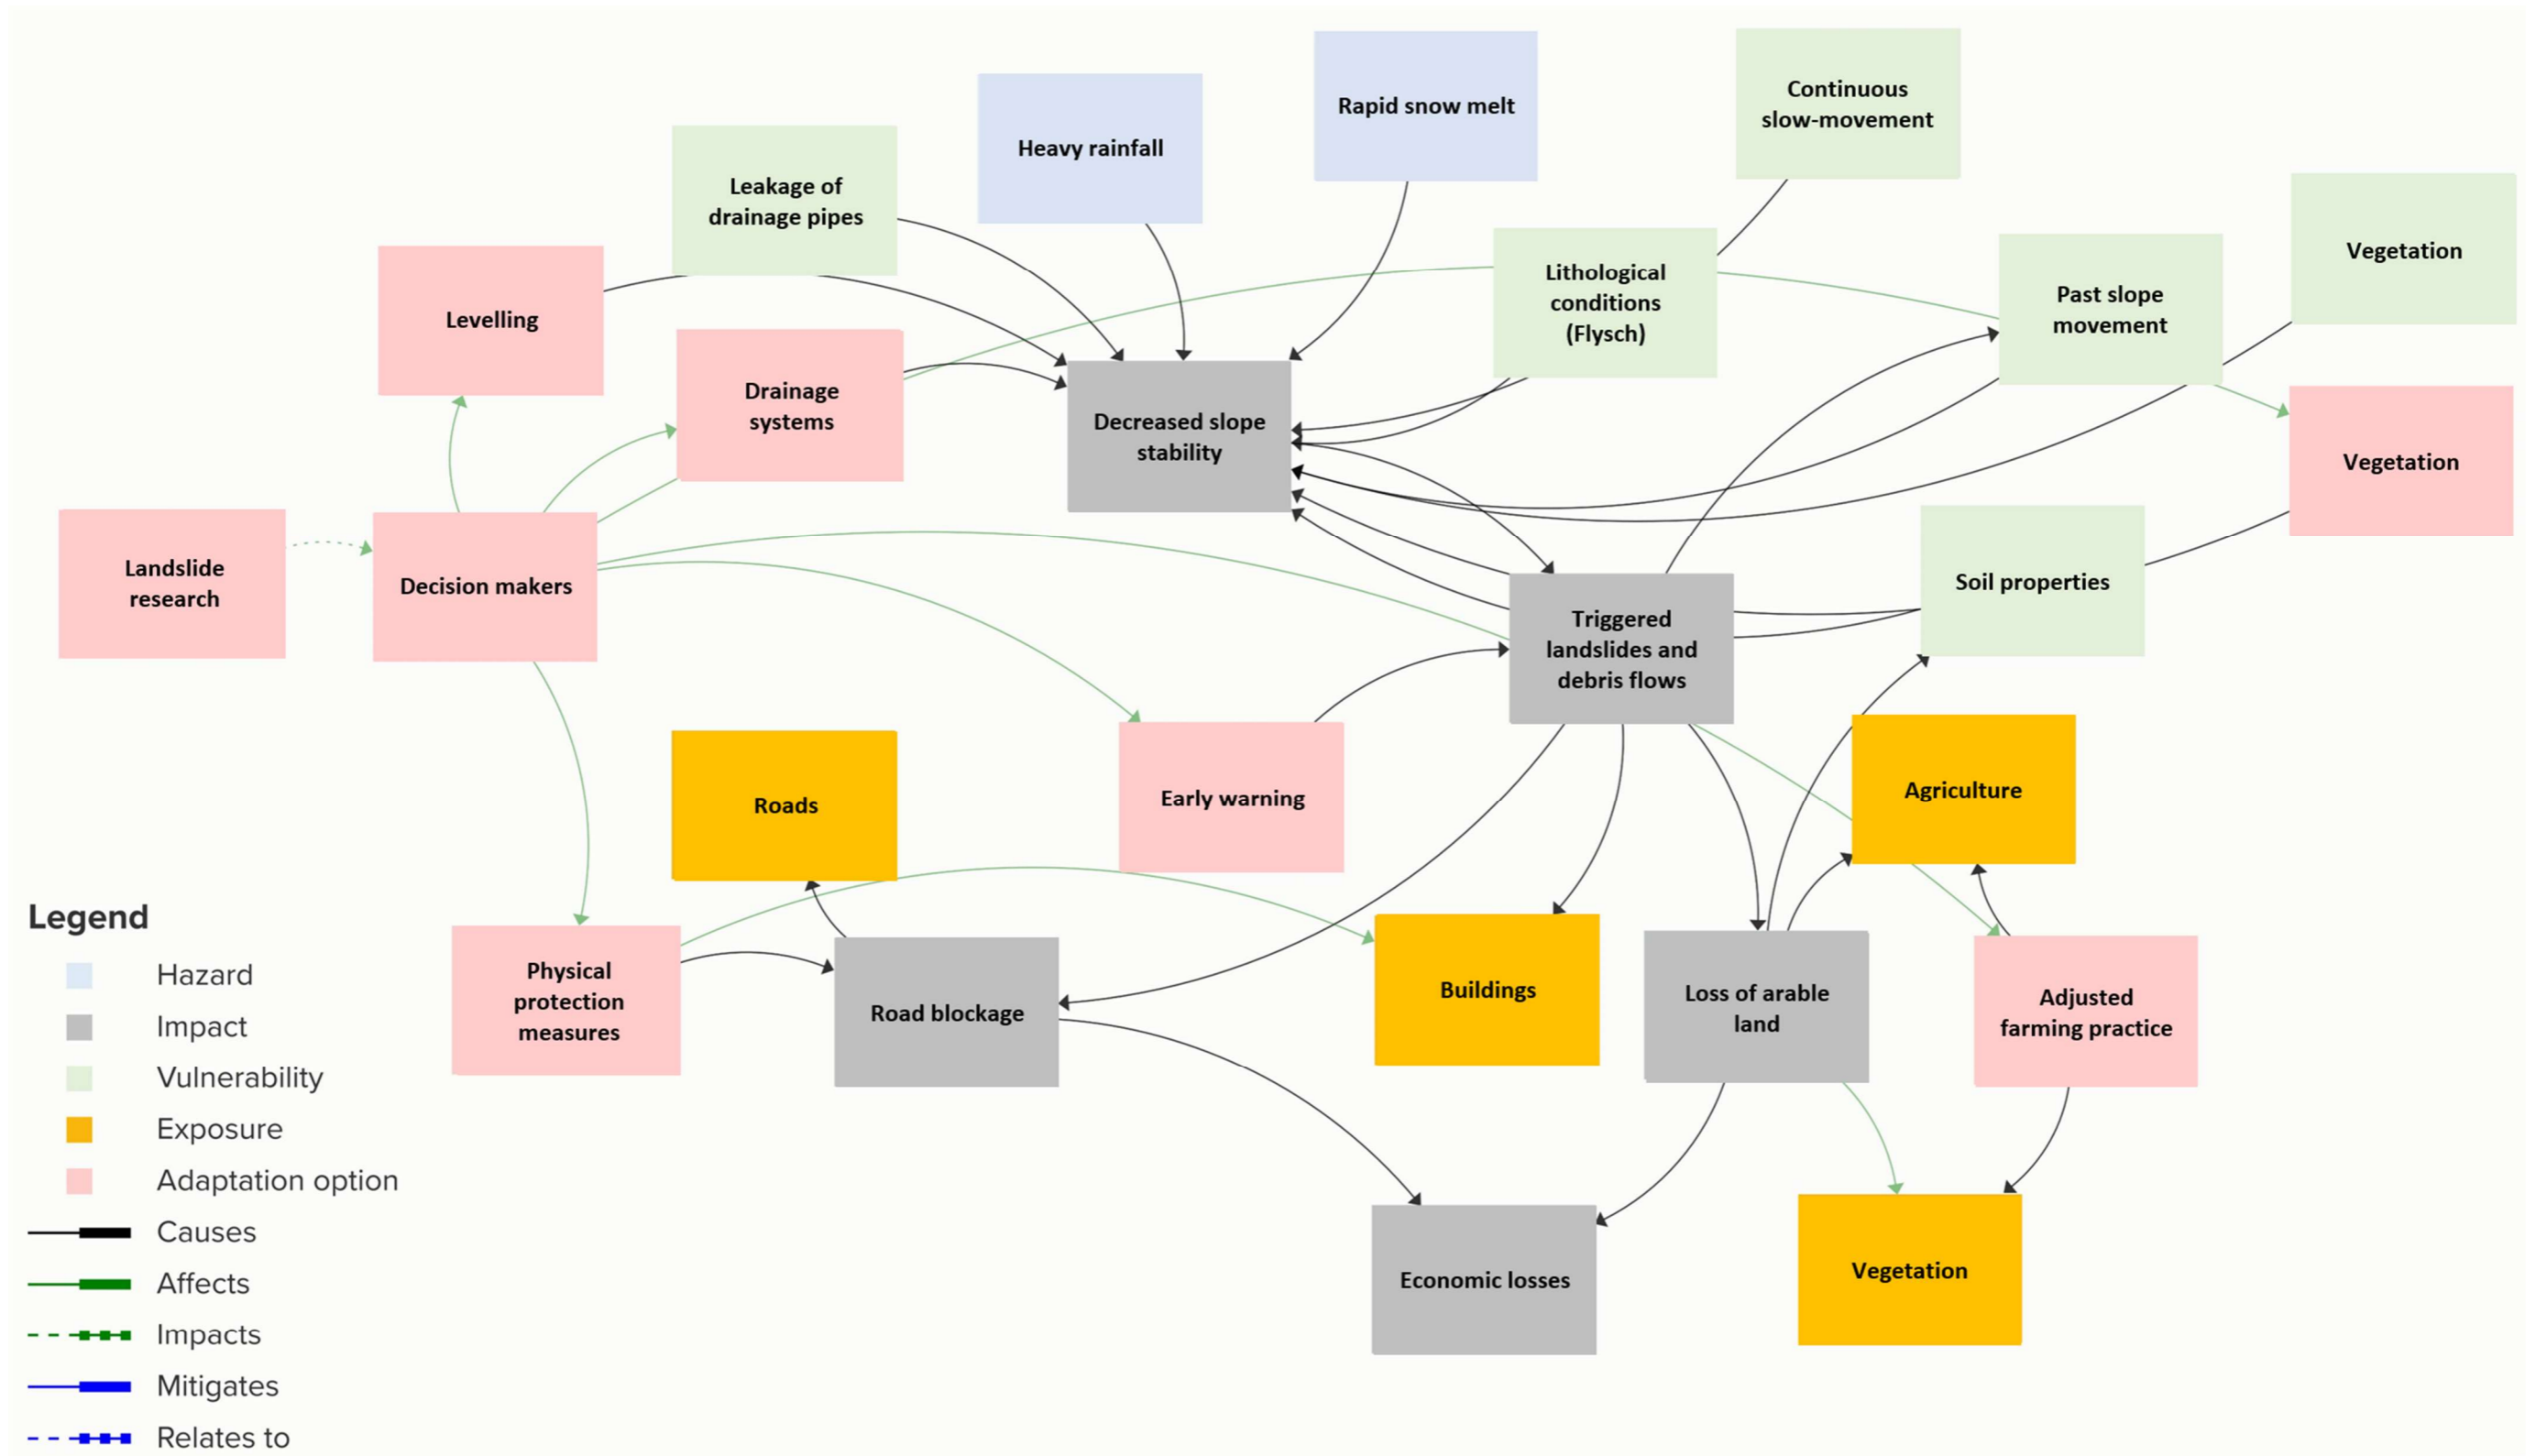 Rapid snow melt
Continuous
slow-movement
Heavy rainfall
Leakage of
drainage pipes
Vegetation
Lithological
conditions
(Flysch)
Past slope
movement
Levelling
Drainage
systems
Decreased slope
stability
Vegetation
Landslide
research
Decision makers
Soil properties
Triggered
landslides and
debris flows
Roads
Early warning
Agriculture
Physical
protection
measures
Road blockage
Buildings
Loss of arable
land
Adjusted
farming practice
Economic losses
Vegetation
Legend
Hazard
Impact
Vulnerability
Exposure
Adaptation option
Causes
Affects
Impacts
Mitigates
Relates to